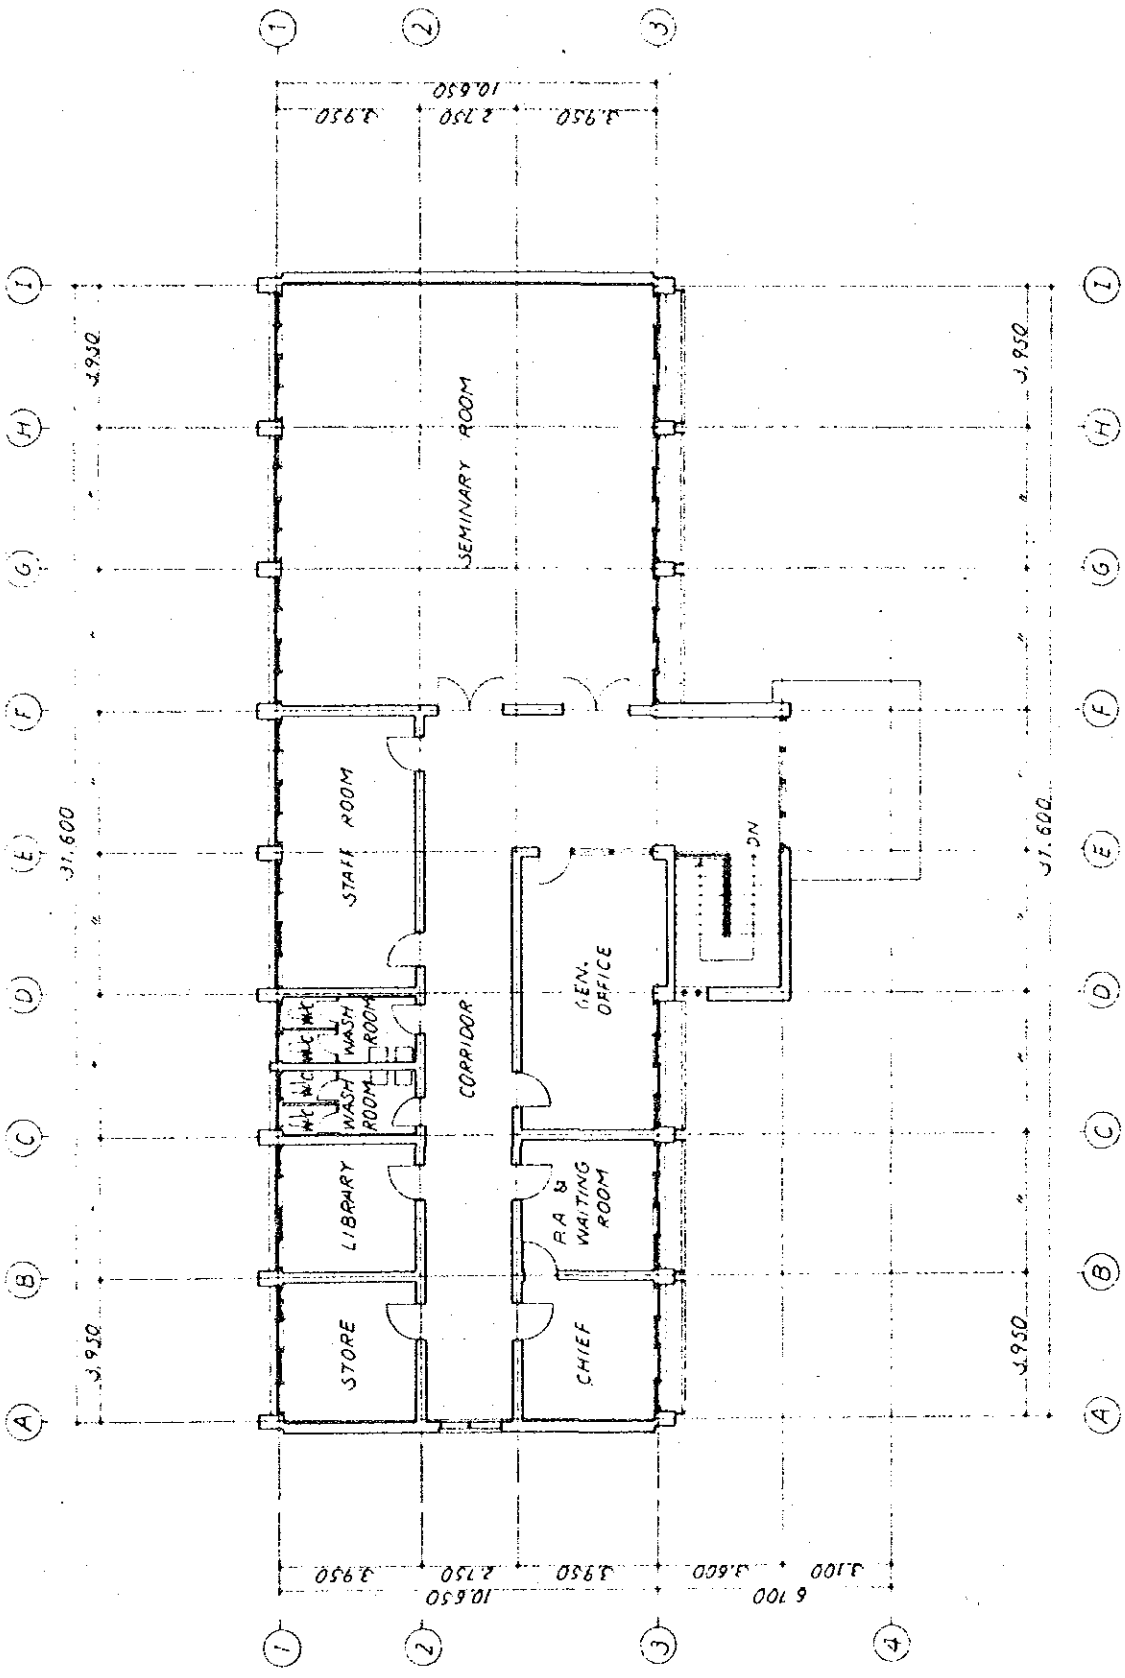 A
B
C
D
E
F
G
H
I
31.600
3.950
"
"
"
3.950
1
2
3
10.650
3.950
2.750
3.950
STORE
LIBRARY
WASH
ROOM
WASH
ROOM
WC
WC
WC
WC
STAFF ROOM
SEMINARY ROOM
CORRIDOR
CHIEF
P.A &
WAITING
ROOM
GEN.
OFFICE
DN
1
2
3
4
3.950
2.750
3.950
3.600
3.100
10.650
6.700
3.950
"
"
"
3.950
31.600
A
B
C
D
E
F
G
H
I